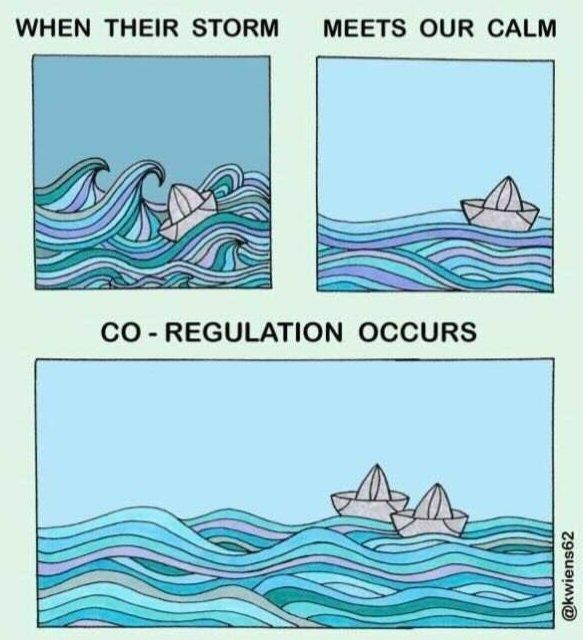 WHEN THEIR STORM
MEETS OUR CALM
CO - REGULATION OCCURS
@kwiens62